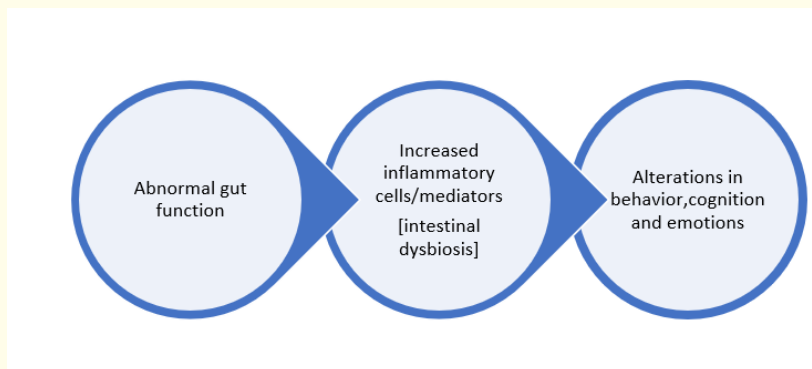 Abnormal gut
function
Increased
inflammatory
cells/mediators
[intestinal
dysbiosis]
Alterations in
behavior,cognition
and emotions